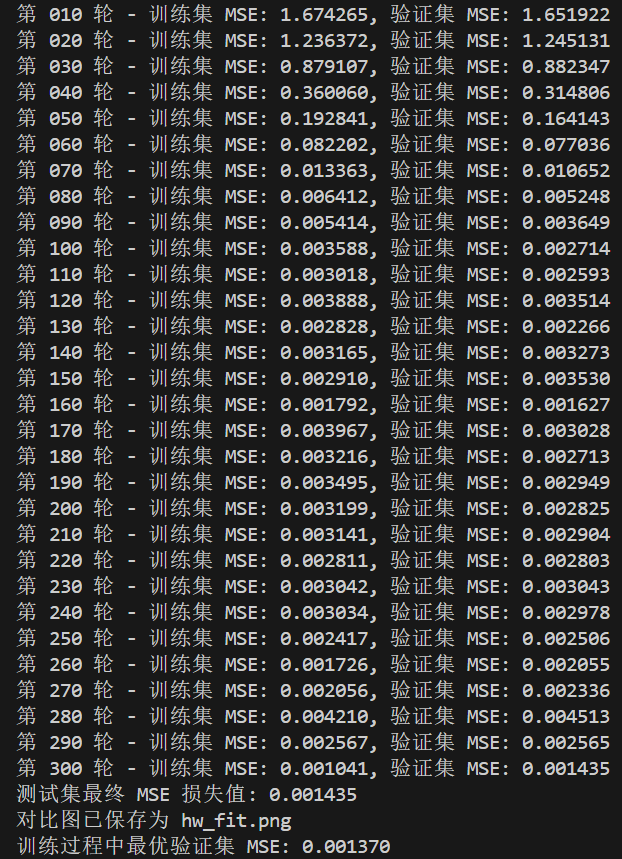 第 010 轮 - 训练集 MSE: 1.674265, 验证集 MSE: 1.651922
第 020 轮 - 训练集 MSE: 1.236372, 验证集 MSE: 1.245131
第 030 轮 - 训练集 MSE: 0.879107, 验证集 MSE: 0.882347
第 040 轮 - 训练集 MSE: 0.360060, 验证集 MSE: 0.314806
第 050 轮 - 训练集 MSE: 0.192841, 验证集 MSE: 0.164143
第 060 轮 - 训练集 MSE: 0.082202, 验证集 MSE: 0.077036
第 070 轮 - 训练集 MSE: 0.013363, 验证集 MSE: 0.010652
第 080 轮 - 训练集 MSE: 0.006412, 验证集 MSE: 0.005248
第 090 轮 - 训练集 MSE: 0.005414, 验证集 MSE: 0.003649
第 100 轮 - 训练集 MSE: 0.003588, 验证集 MSE: 0.002714
第 110 轮 - 训练集 MSE: 0.003018, 验证集 MSE: 0.002593
第 120 轮 - 训练集 MSE: 0.003888, 验证集 MSE: 0.003514
第 130 轮 - 训练集 MSE: 0.002828, 验证集 MSE: 0.002266
第 140 轮 - 训练集 MSE: 0.003165, 验证集 MSE: 0.003273
第 150 轮 - 训练集 MSE: 0.002910, 验证集 MSE: 0.003530
第 160 轮 - 训练集 MSE: 0.001792, 验证集 MSE: 0.001627
第 170 轮 - 训练集 MSE: 0.003967, 验证集 MSE: 0.003028
第 180 轮 - 训练集 MSE: 0.003216, 验证集 MSE: 0.002713
第 190 轮 - 训练集 MSE: 0.003495, 验证集 MSE: 0.002949
第 200 轮 - 训练集 MSE: 0.003199, 验证集 MSE: 0.002825
第 210 轮 - 训练集 MSE: 0.003141, 验证集 MSE: 0.002904
第 220 轮 - 训练集 MSE: 0.002811, 验证集 MSE: 0.002803
第 230 轮 - 训练集 MSE: 0.003042, 验证集 MSE: 0.003043
第 240 轮 - 训练集 MSE: 0.003034, 验证集 MSE: 0.002978
第 250 轮 - 训练集 MSE: 0.002417, 验证集 MSE: 0.002506
第 260 轮 - 训练集 MSE: 0.001726, 验证集 MSE: 0.002055
第 270 轮 - 训练集 MSE: 0.002056, 验证集 MSE: 0.002336
第 280 轮 - 训练集 MSE: 0.004210, 验证集 MSE: 0.004513
第 290 轮 - 训练集 MSE: 0.002567, 验证集 MSE: 0.002565
第 300 轮 - 训练集 MSE: 0.001041, 验证集 MSE: 0.001435
测试集最终 MSE 损失值: 0.001435
对比图已保存为 hw_fit.png
训练过程中最优验证集 MSE: 0.001370